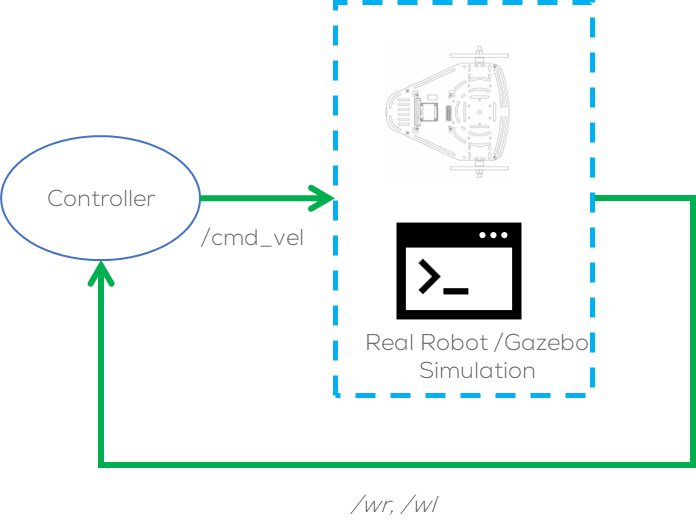 Controller
/cmd_vel
Real Robot /Gazebo
Simulation
/wr, /wl